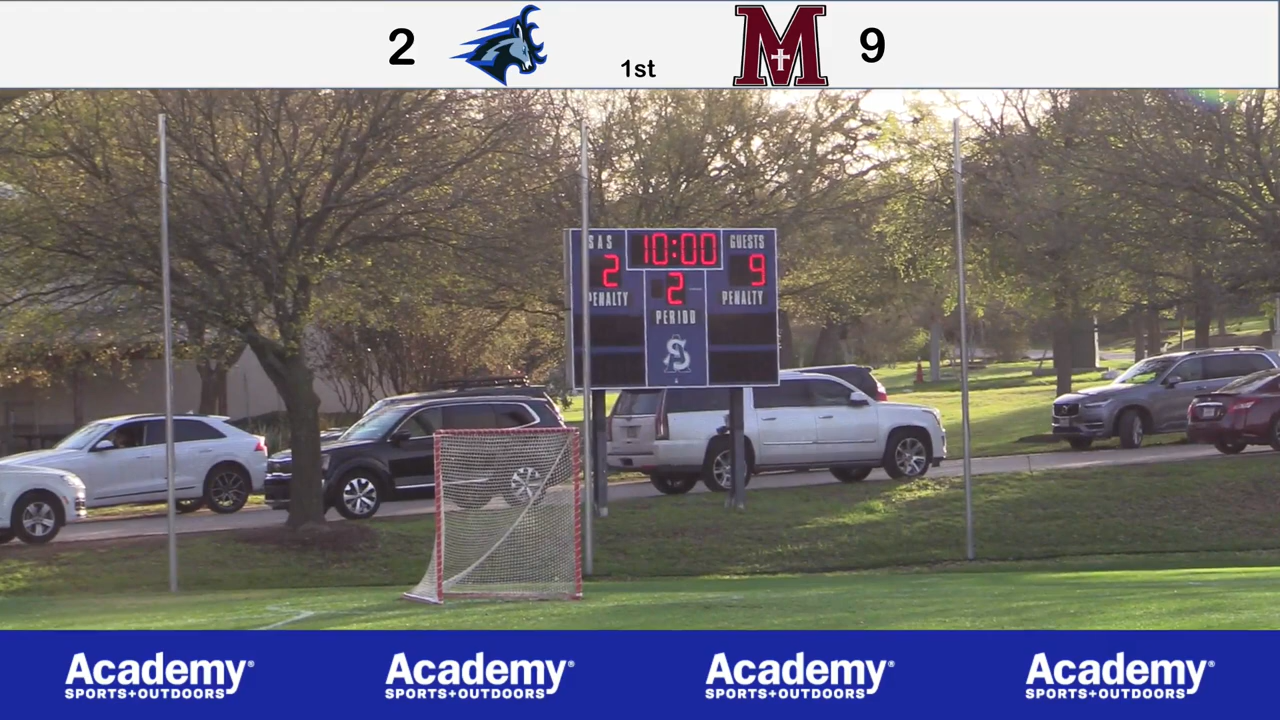 2 1st M 9
SAS 10:00 GUESTS
2 2 9
PENALTY PERIOD PENALTY
SA
Academy Academy Academy Academy
SPORTS+OUTDOORS SPORTS+OUTDOORS SPORTS+OUTDOORS SPORTS+OUTDOORS